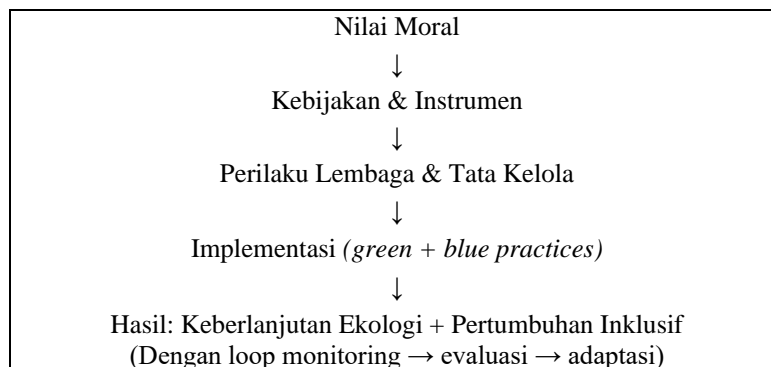 Nilai Moral
↓
Kebijakan & Instrumen
↓
Perilaku Lembaga & Tata Kelola
↓
Implementasi (green + blue practices)
↓
Hasil: Keberlanjutan Ekologi + Pertumbuhan Inklusif
(Dengan loop monitoring → evaluasi → adaptasi)